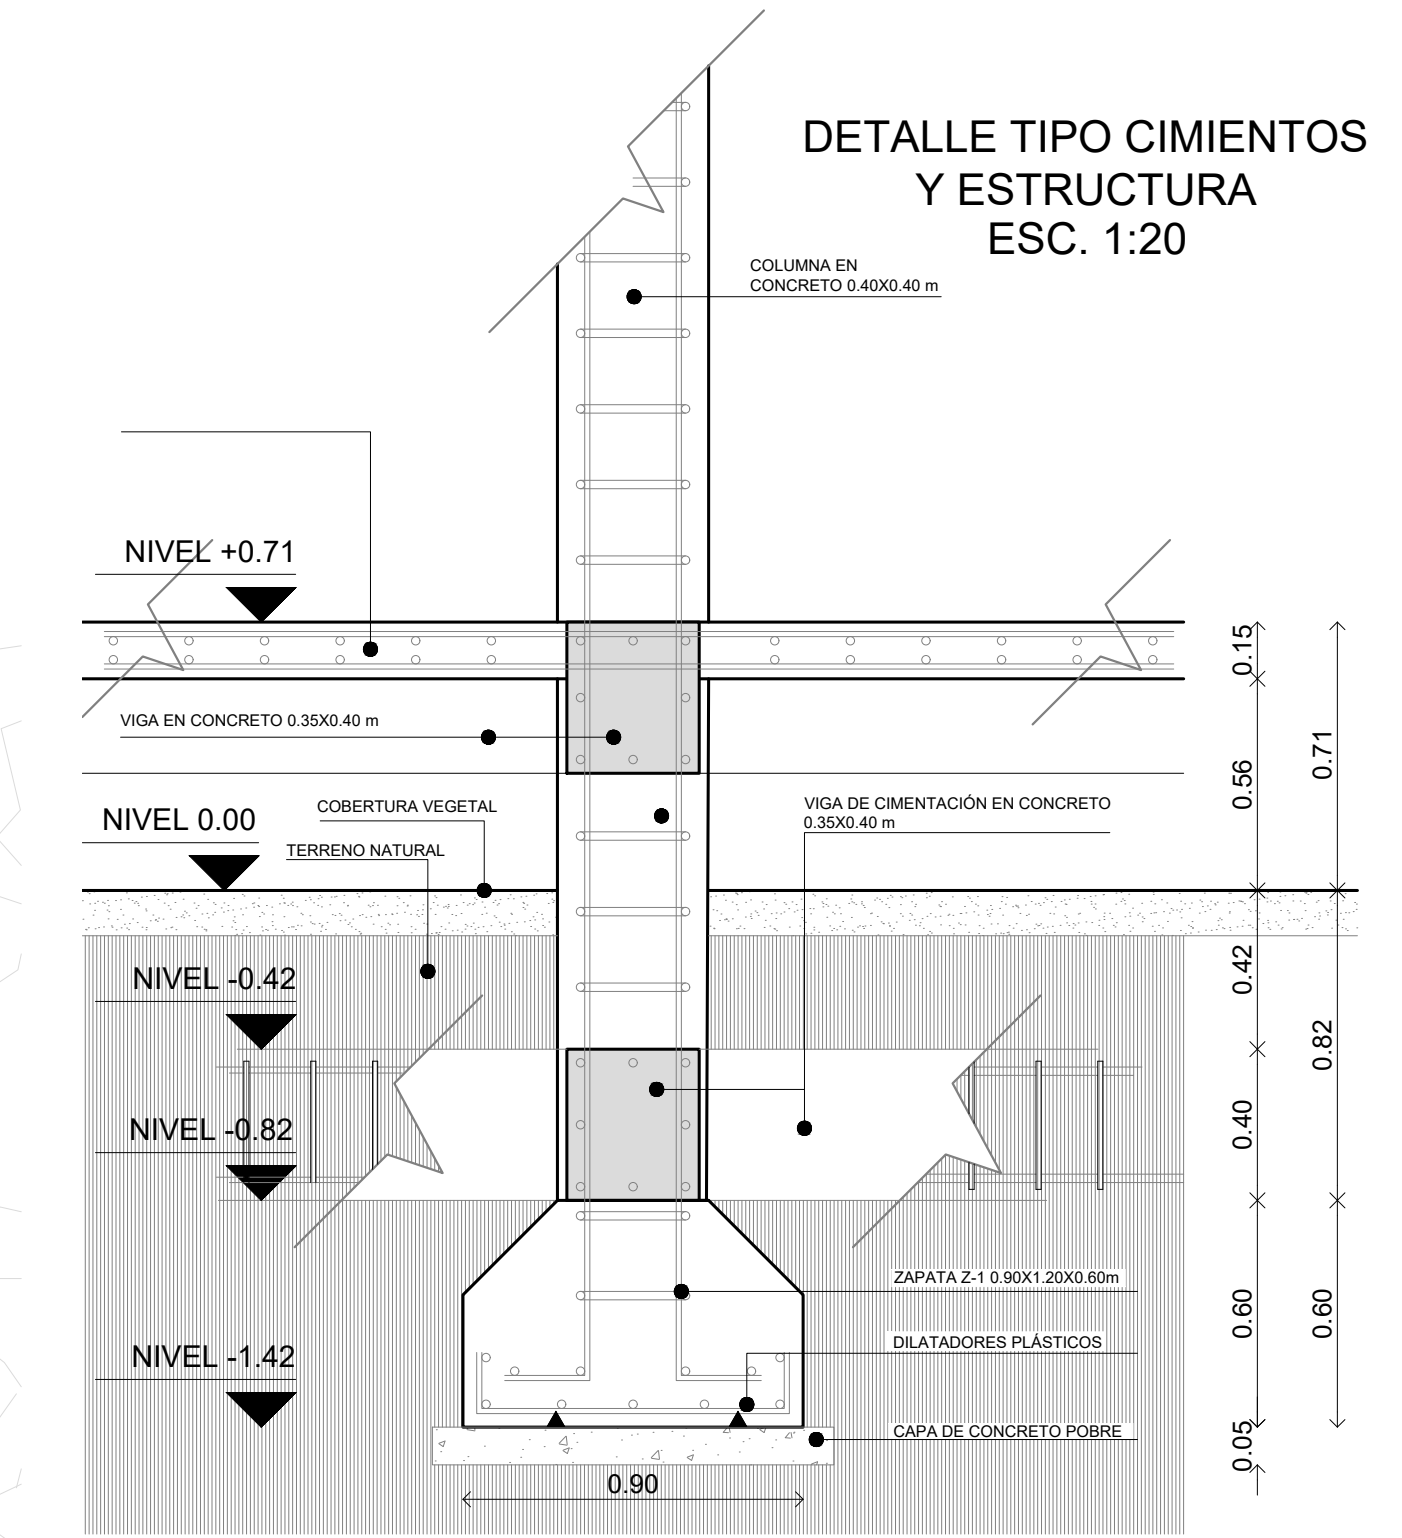 DETALLE TIPO CIMIENTOS
Y ESTRUCTURA
ESC. 1:20
COLUMNA EN
CONCRETO 0.40X0.40 m
NIVEL +0.71
0.15
VIGA EN CONCRETO 0.35X0.40 m
0.56
0.71
COBERTURA VEGETAL
VIGA DE CIMENTACIÓN EN CONCRETO
0.35X0.40 m
NIVEL 0.00
TERRENO NATURAL
NIVEL -0.42
0.42
0.82
NIVEL -0.82
0.40
ZAPATA Z-1 0.90X1.20X0.60m
0.60
0.60
DILATADORES PLÁSTICOS
NIVEL -1.42
CAPA DE CONCRETO POBRE
0.05
0.90